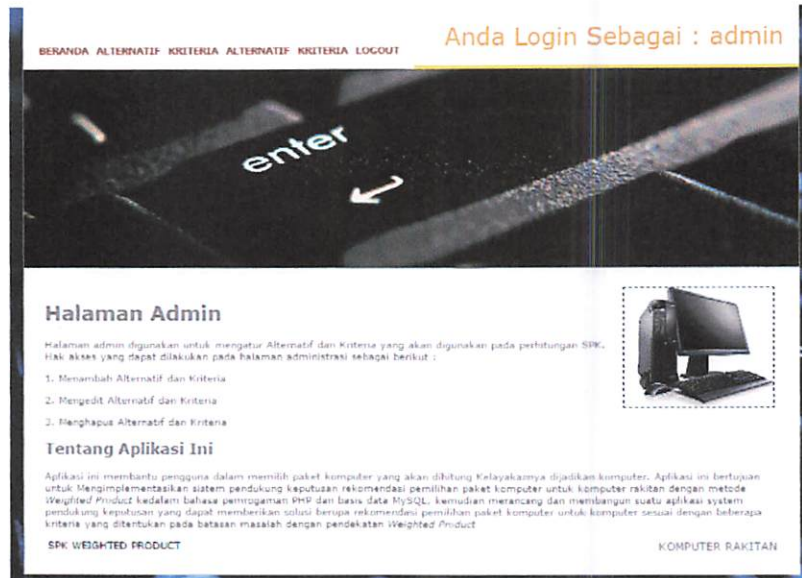 Anda Login Sebagai : admin
BERANDA ALTERNATIF KRITERIA ALTERNATIF KRITERIA LOGOUT
enter
Halaman Admin
Halaman admin digunakan untuk mengatur Alternatif dan Kriteria yang akan digunakan pada perhitungan SPK.
Hak akses yang dapat dilakukan pada halaman administrasi sebagai berikut :
1. Menambah Alternatif dan Kriteria
2. Mengedit Alternatif dan Kriteria
3. Menghapus Alternatif dan Kriteria
Tentang Aplikasi Ini
Aplikasi ini membantu pengguna dalam memilih paket komputer yang akan dihitung Kelayakannya dijadikan komputer. Aplikasi ini bertujuan
untuk Mengimplementasikan sistem pendukung keputusan rekomendasi pemilihan paket komputer untuk komputer rakitan dengan metode
Weighted Product kedalam bahasa pemrogaman PHP dan basis data MySQL, kemudian merancang dan membangun suatu aplikasi system
pendukung keputusan yang dapat memberikan solusi berupa rekomendasi pemilihan paket komputer untuk komputer sesuai dengan beberapa
kriteria yang ditentukan pada batasan masalah dengan pendekatan Weighted Product
SPK WEIGHTED PRODUCT
KOMPUTER RAKITAN